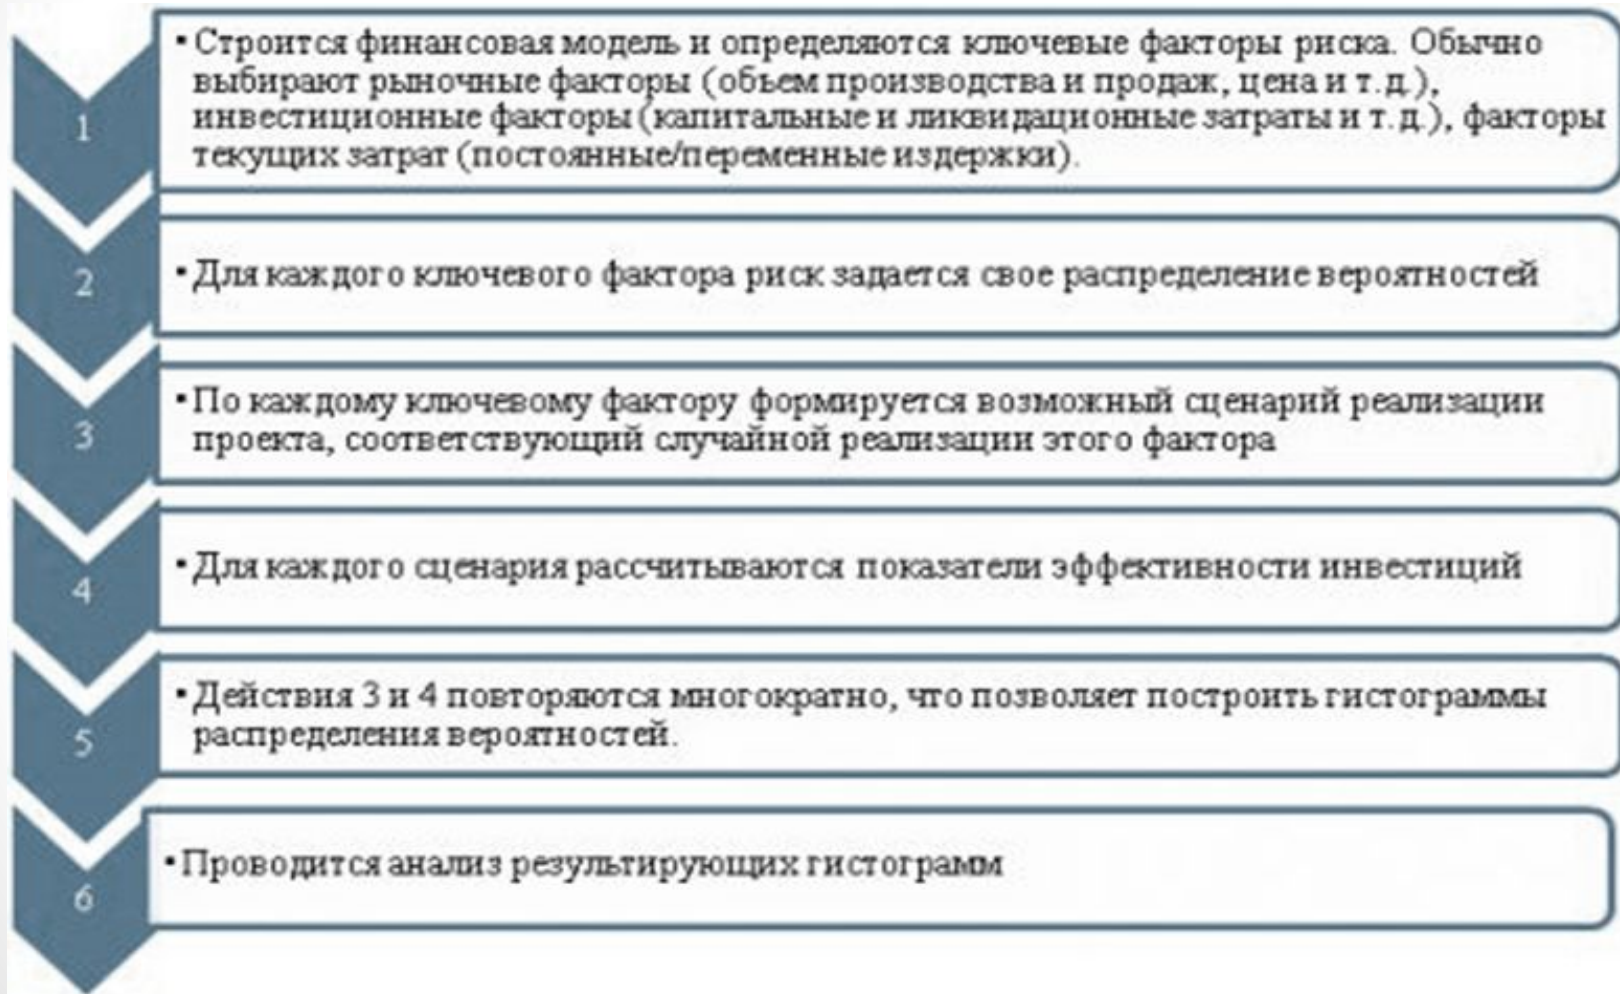 1
• Строится финансовая модель и определяются ключевые факторы риска. Обычно
выбирают рыночные факторы (объем производства и продаж, цена и т.д.),
инвестиционные факторы (капитальные и ликвидационные затраты и т.д.), факторы
текущих затрат (постоянные/переменные издержки).
2
• Для каждого ключевого фактора риск задается свое распределение вероятностей
3
• По каждому ключевому фактору формируется возможный сценарий реализации
проекта, соответствующий случайной реализации этого фактора
4
• Для каждого сценария рассчитываются показатели эффективности инвестиций
5
• Действия 3 и 4 повторяются многократно, что позволяет построить гистограммы
распределения вероятностей.
6
• Проводится анализ результирующих гистограмм